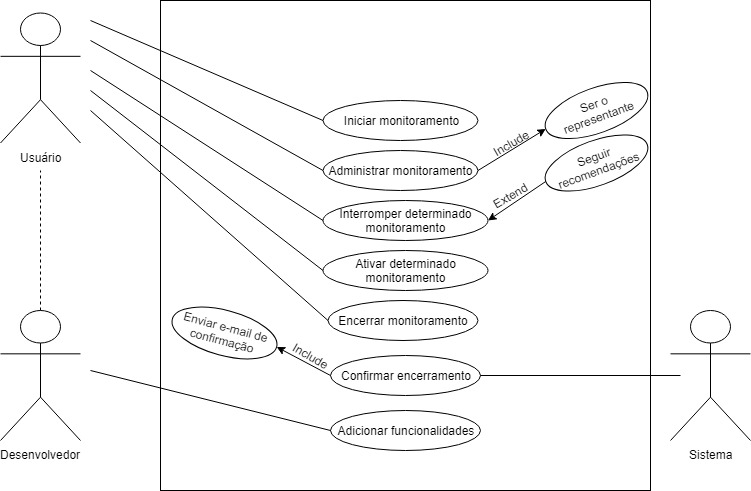 Usuário
Iniciar monitoramento
Administrar monitoramento
Include
Ser o
representante
Interromper determinado
monitoramento
Extend
Seguir
recomendações
Ativar determinado
monitoramento
Encerrar monitoramento
Enviar e-mail de
confirmação
Include
Confirmar encerramento
Adicionar funcionalidades
Desenvolvedor
Sistema